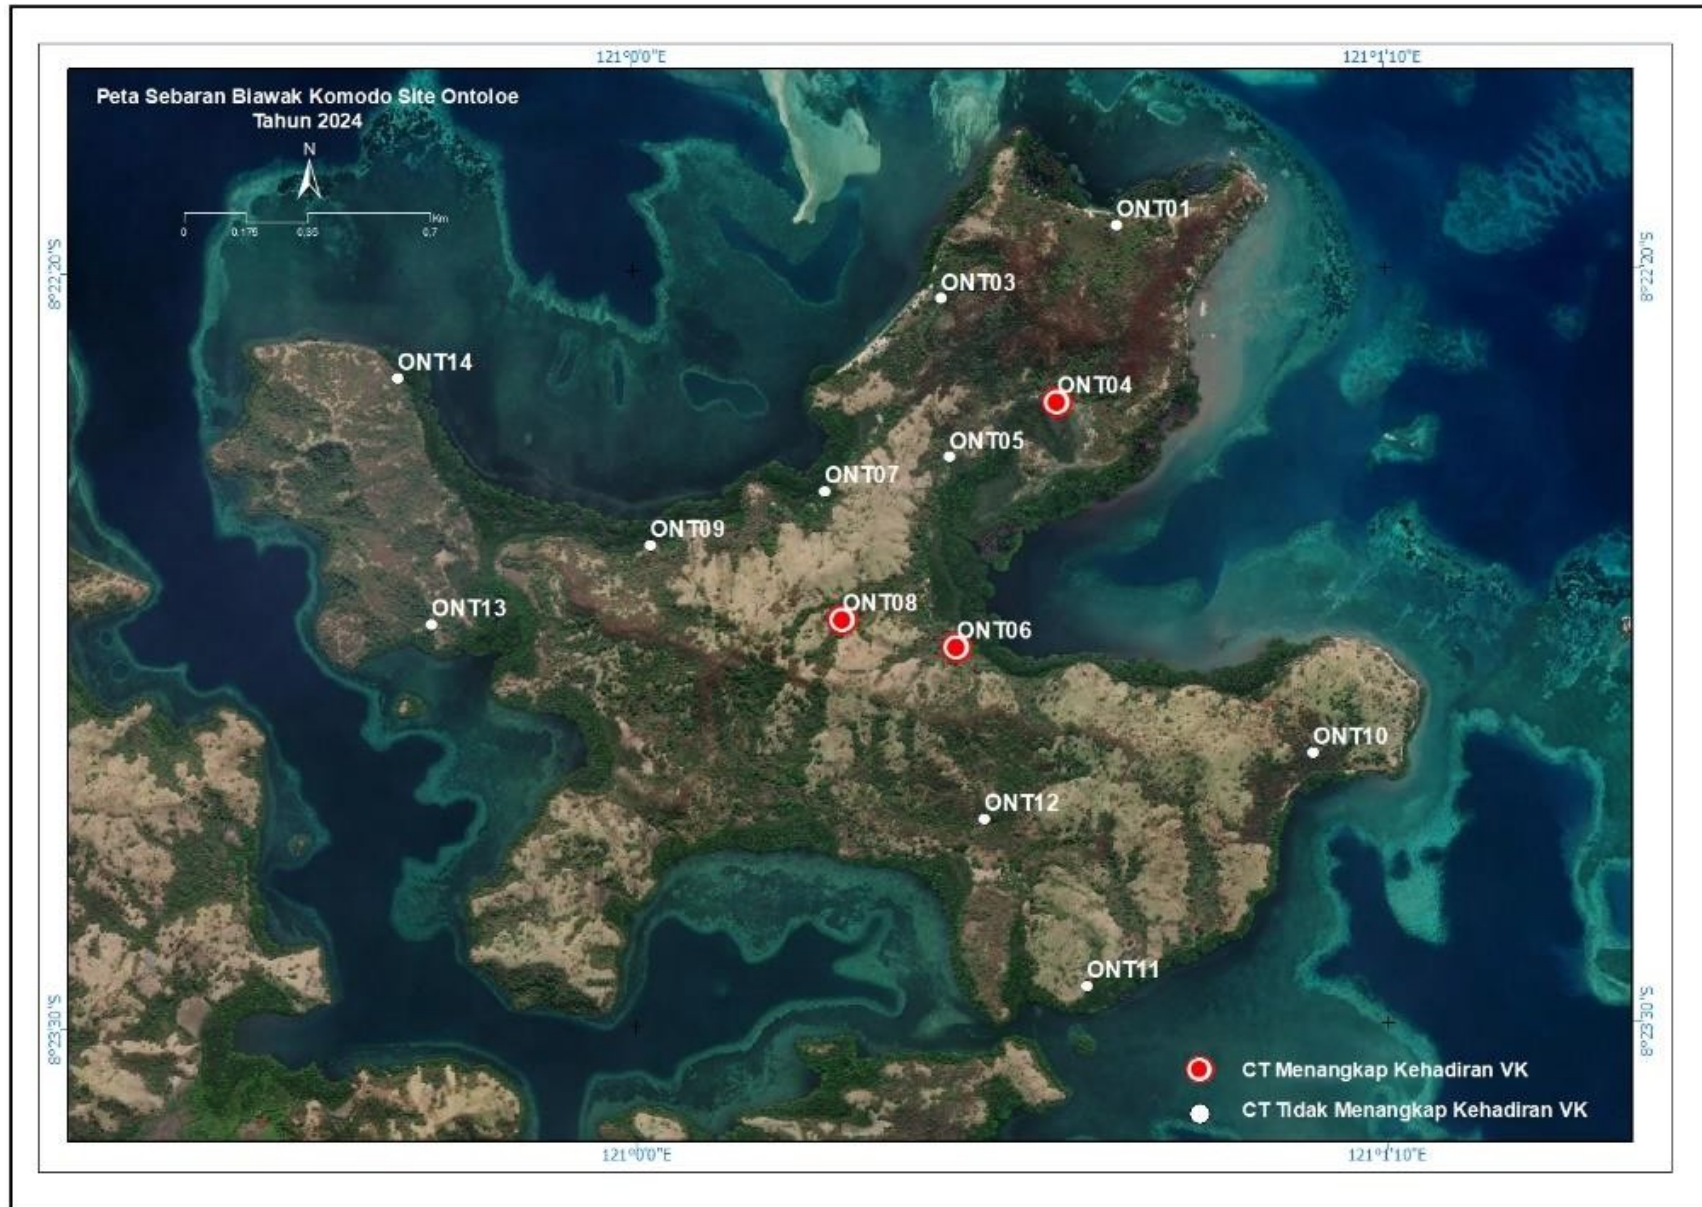 121°0'0"E 121°1'10"E
Peta Sebaran Biawak Komodo Site Ontoloe
Tahun 2024
N
Km
0 0,175 0,35 0,7
8°22'20"S 8°22'20"S
ONT01
ONT03
ONT14
ONT04
ONT05
ONT07
ONT09
ONT08
ONT13
ONT06
ONT10
ONT12
ONT11
8°23'30"S 8°23'30"S
CT Menangkap Kehadiran VK
CT Tidak Menangkap Kehadiran VK
121°0'0"E 121°1'10"E